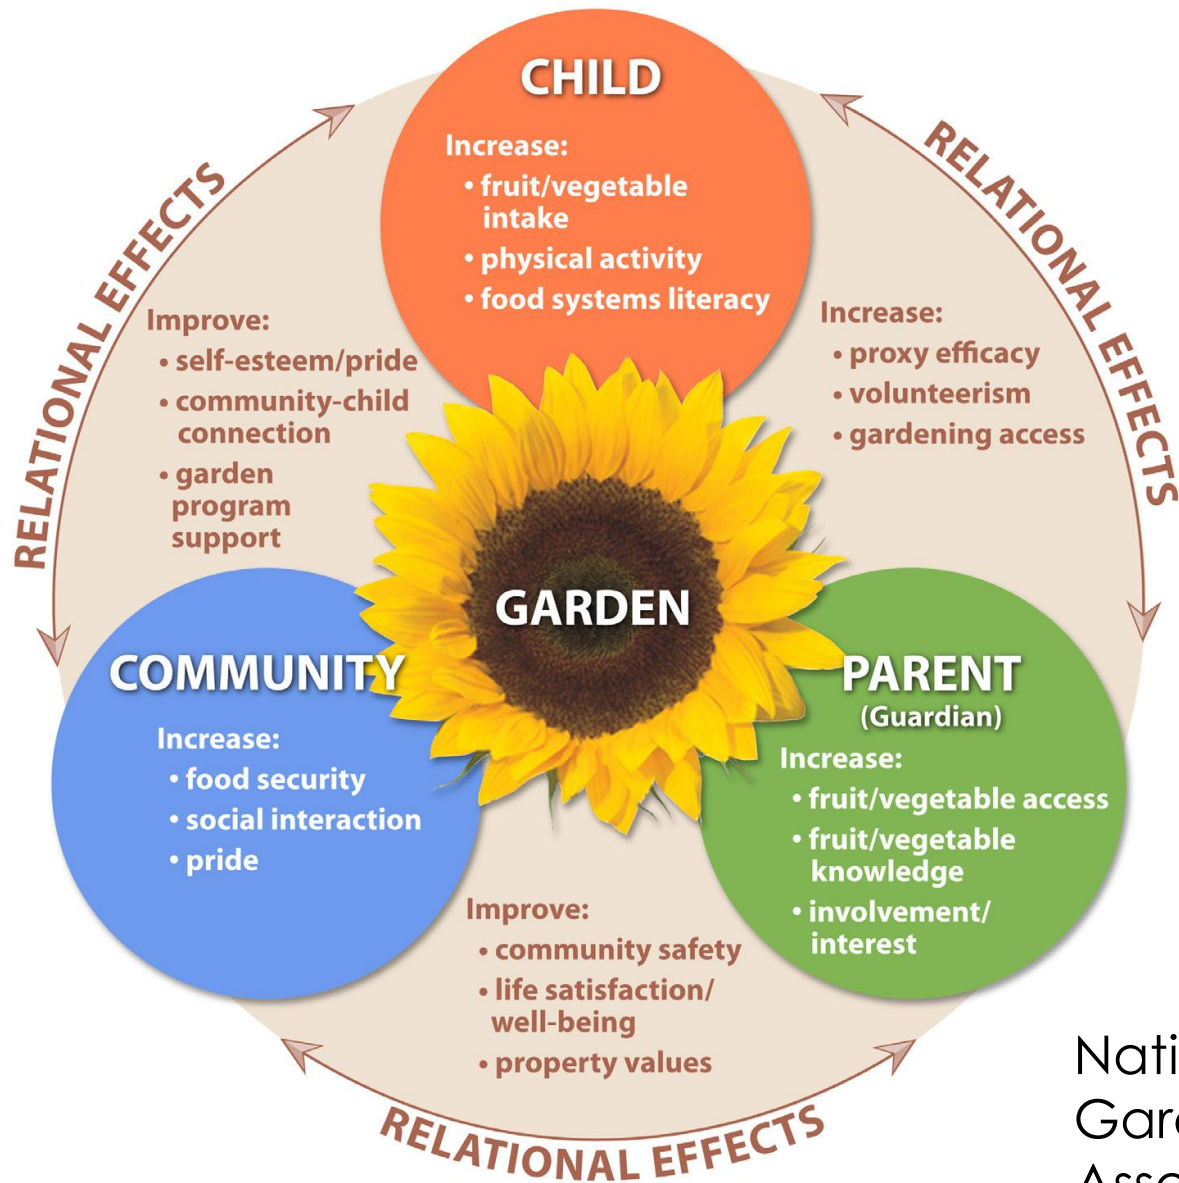 CHILD
Increase:
• fruit/vegetable
intake
• physical activity
• food systems literacy
RELATIONAL EFFECTS
Improve:
• self-esteem/pride
• community-child
connection
• garden
program
support
RELATIONAL EFFECTS
Increase:
• proxy efficacy
• volunteerism
• gardening access
GARDEN
COMMUNITY
Increase:
• food security
• social interaction
• pride
PARENT
(Guardian)
Increase:
• fruit/vegetable access
• fruit/vegetable
knowledge
• involvement/
interest
Improve:
• community safety
• life satisfaction/
well-being
• property values
RELATIONAL EFFECTS